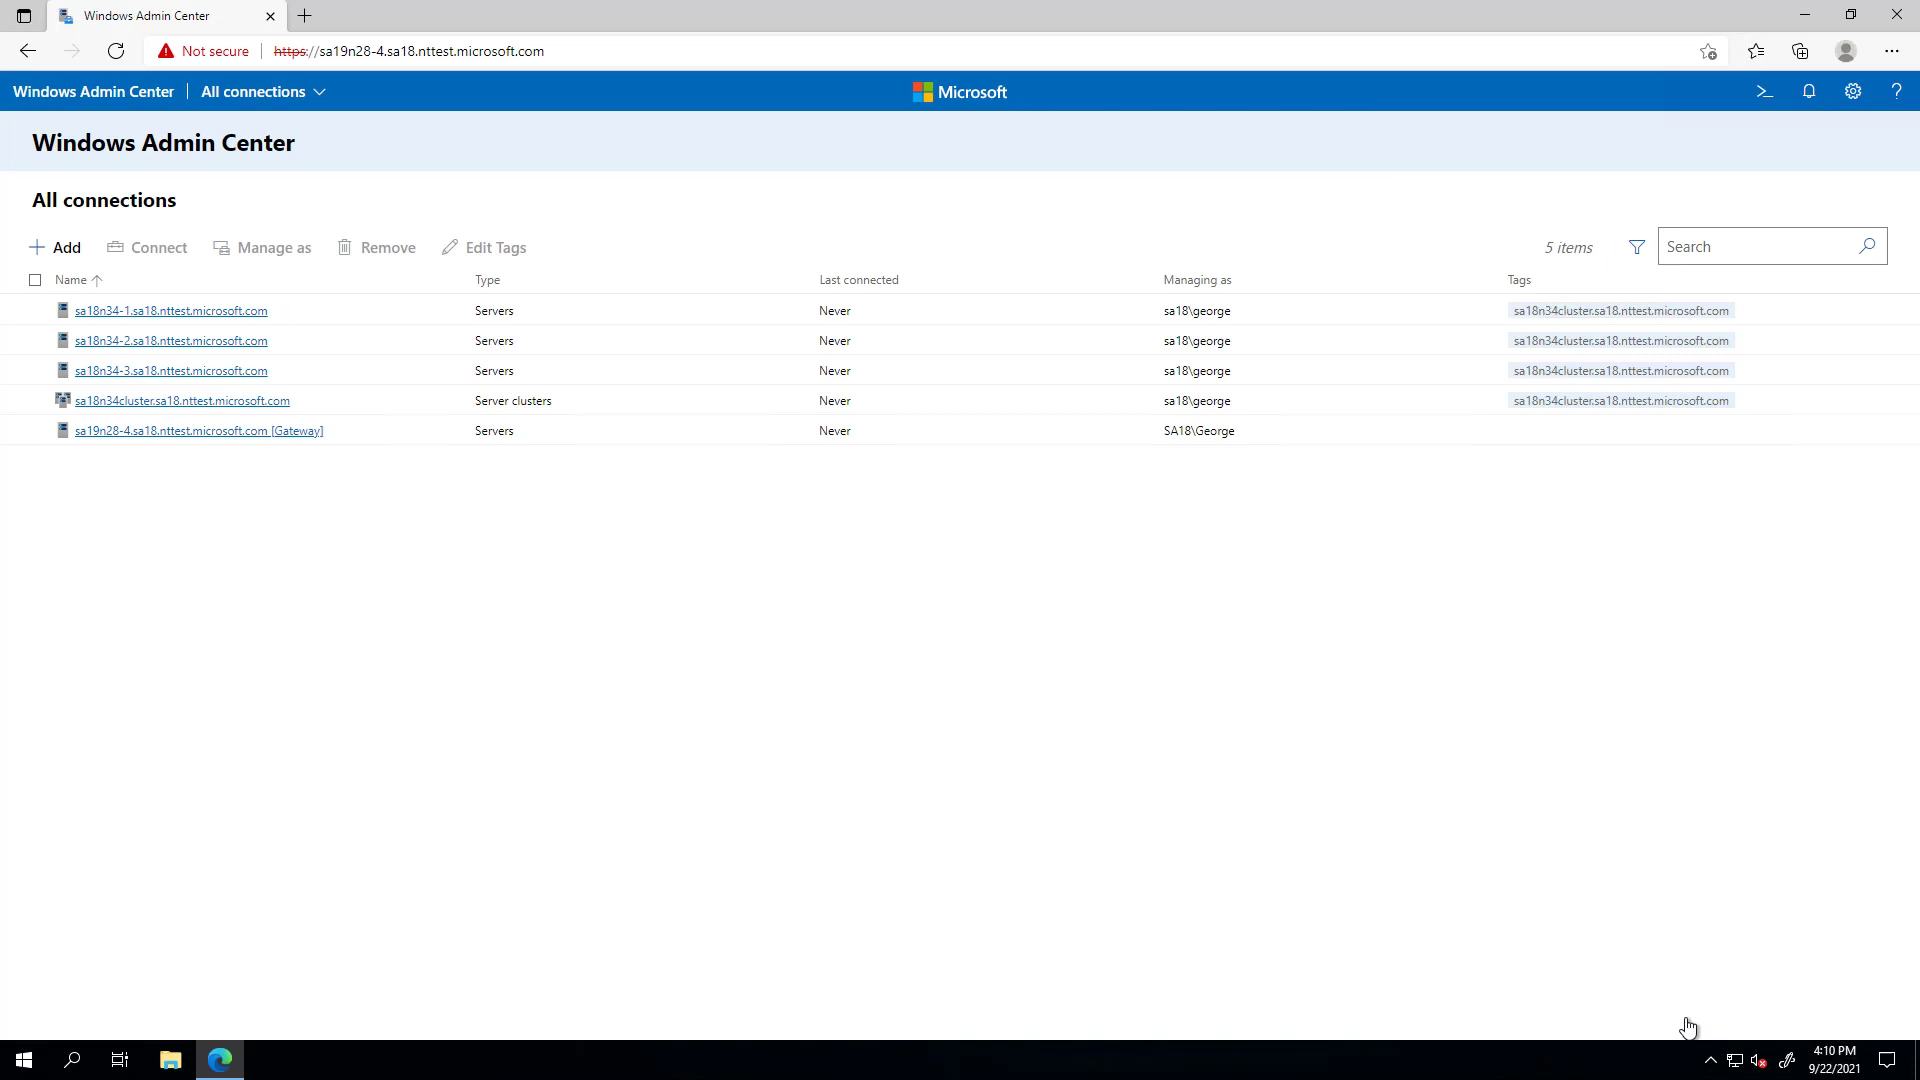 Windows Admin Center
Not secure https://sa19n28-4.sa18.nttest.microsoft.com
Windows Admin Center All connections Microsoft
Windows Admin Center
All connections
Add Connect Manage as Remove Edit Tags 5 items Search
Name Type Last connected Managing as Tags
sa18n34-1.sa18.nttest.microsoft.com Servers Never sa18\george sa18n34cluster.sa18.nttest.microsoft.com
sa18n34-2.sa18.nttest.microsoft.com Servers Never sa18\george sa18n34cluster.sa18.nttest.microsoft.com
sa18n34-3.sa18.nttest.microsoft.com Servers Never sa18\george sa18n34cluster.sa18.nttest.microsoft.com
sa18n34cluster.sa18.nttest.microsoft.com Server clusters Never sa18\george sa18n34cluster.sa18.nttest.microsoft.com
sa19n28-4.sa18.nttest.microsoft.com [Gateway] Servers Never SA18\George
4:10 PM
9/22/2021